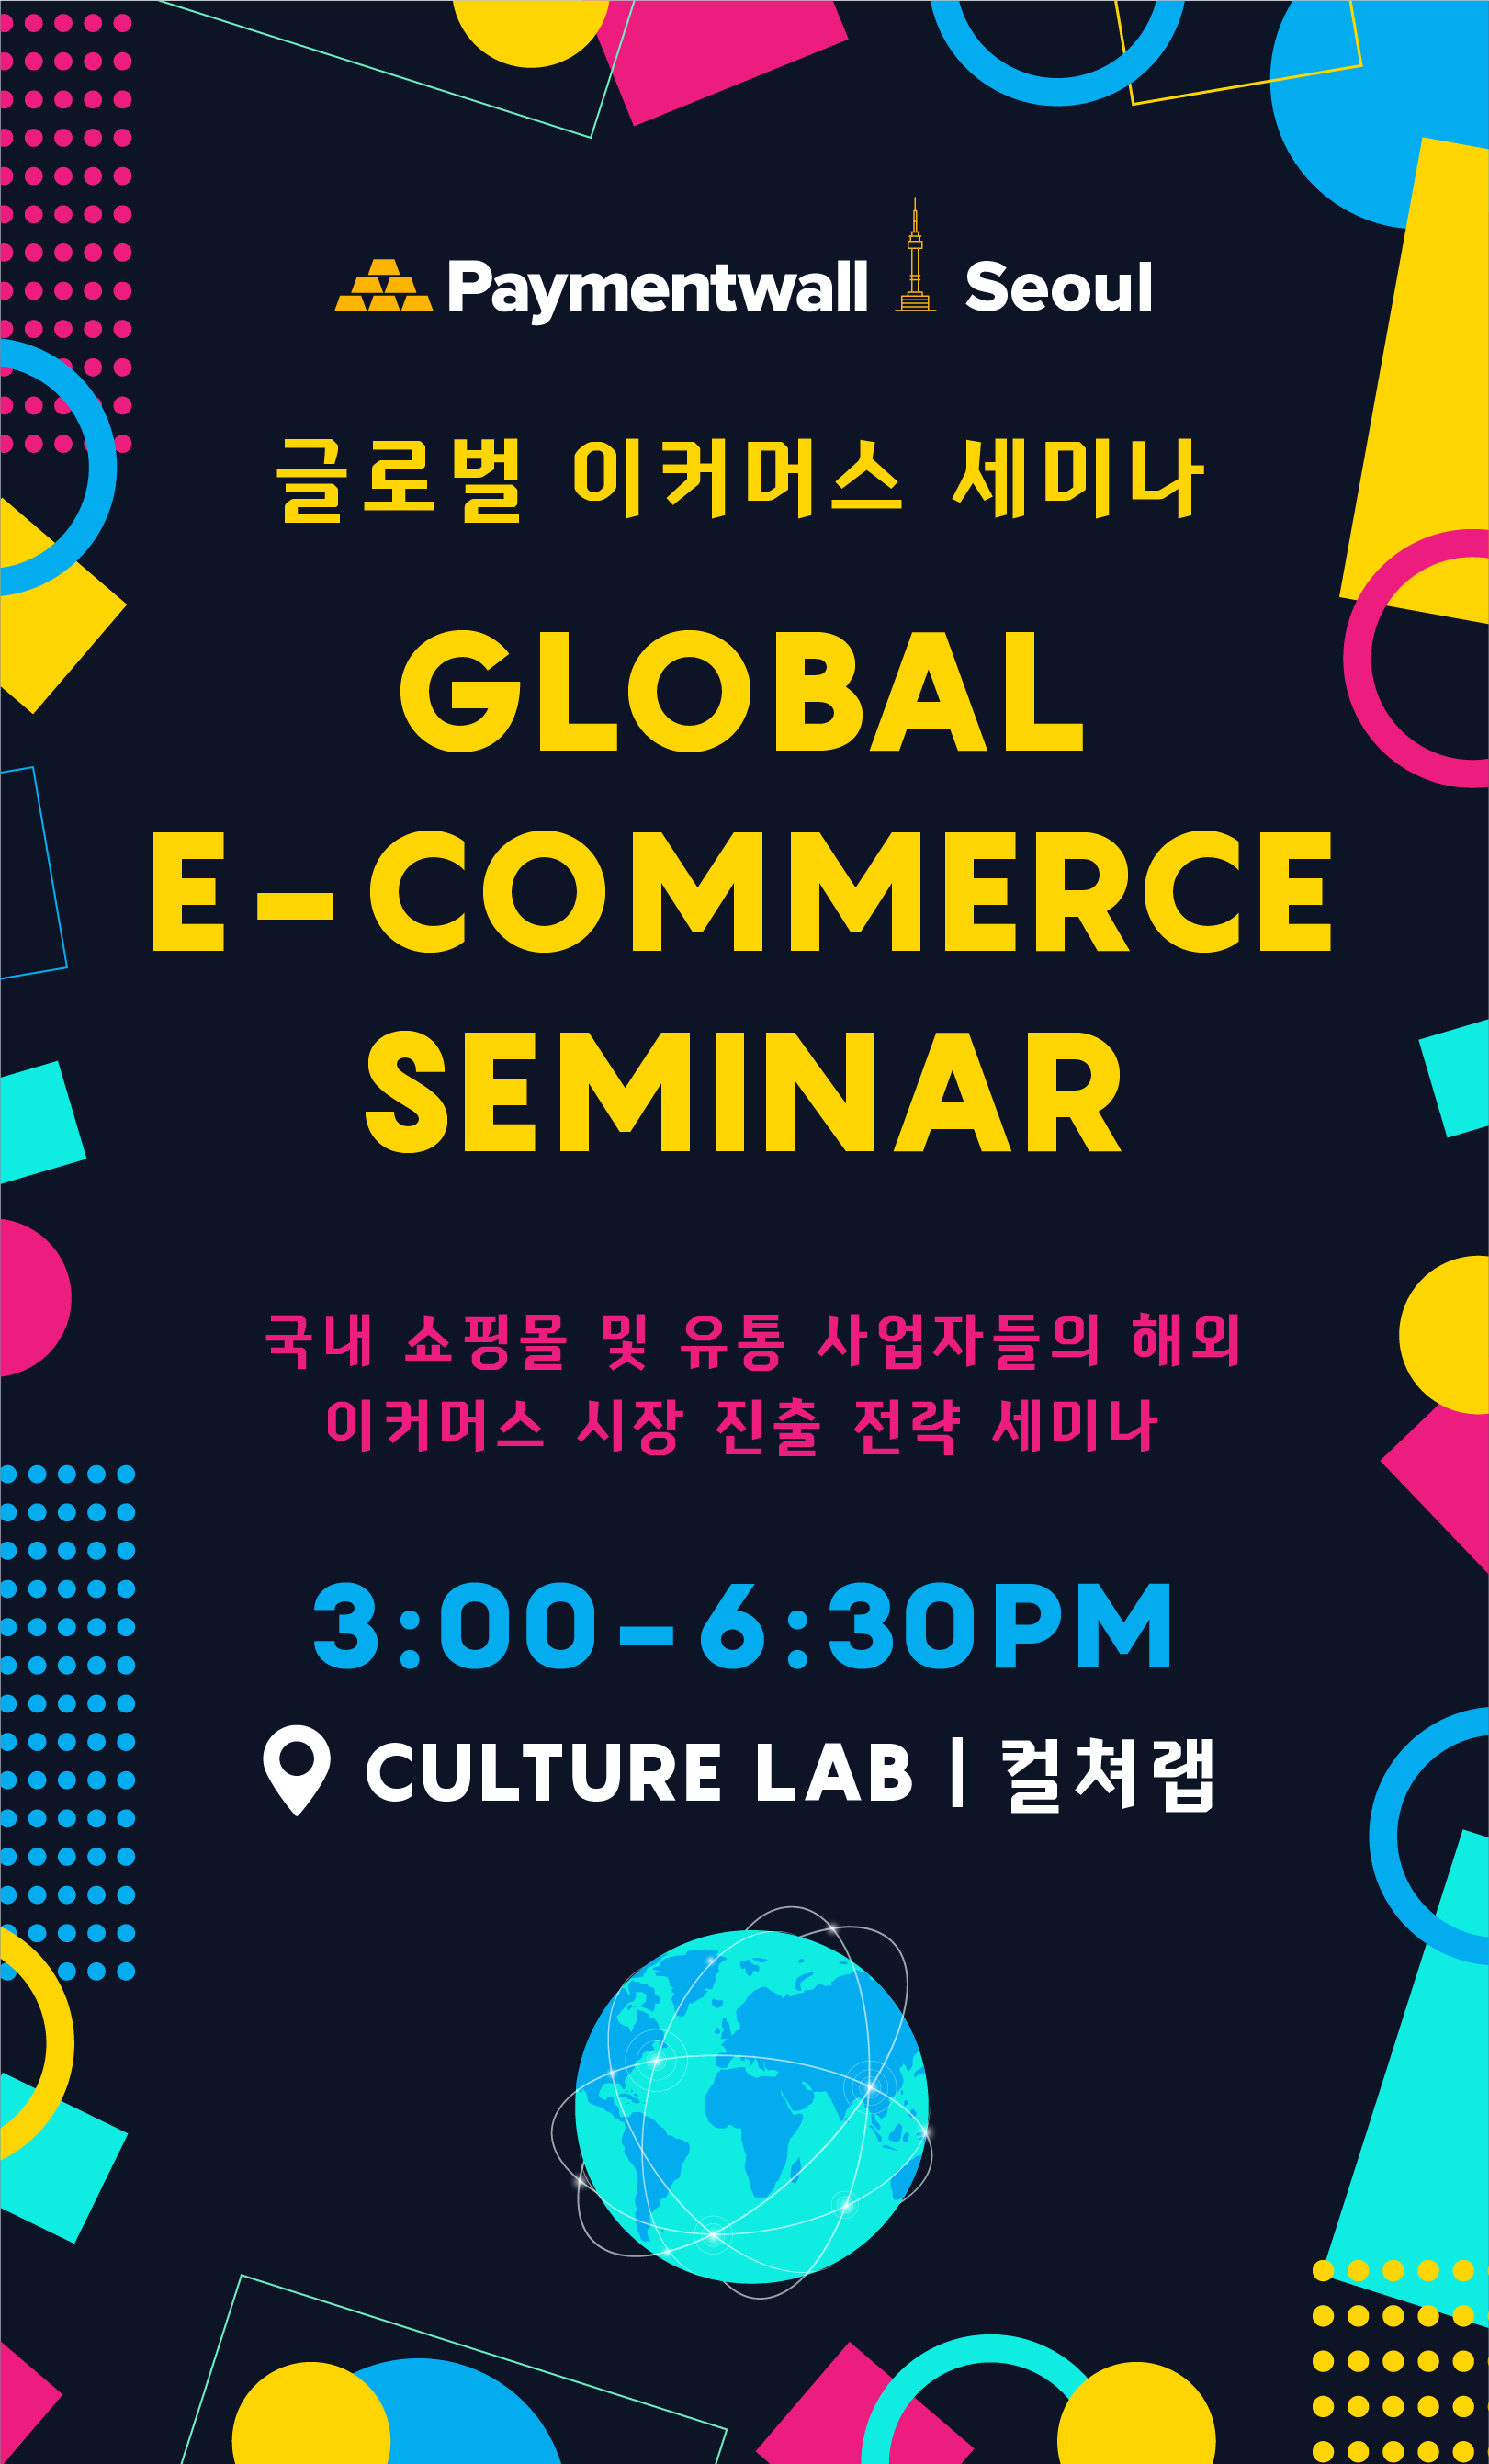 Paymentwall Seoul
글로벌 이커머스 세미나
GLOBAL
E-COMMERCE
SEMINAR
국내 쇼핑몰 및 유통 사업자들의 해외
이커머스 시장 진출 전략 세미나
3:00-6:30PM
CULTURE LAB | 컬쳐랩